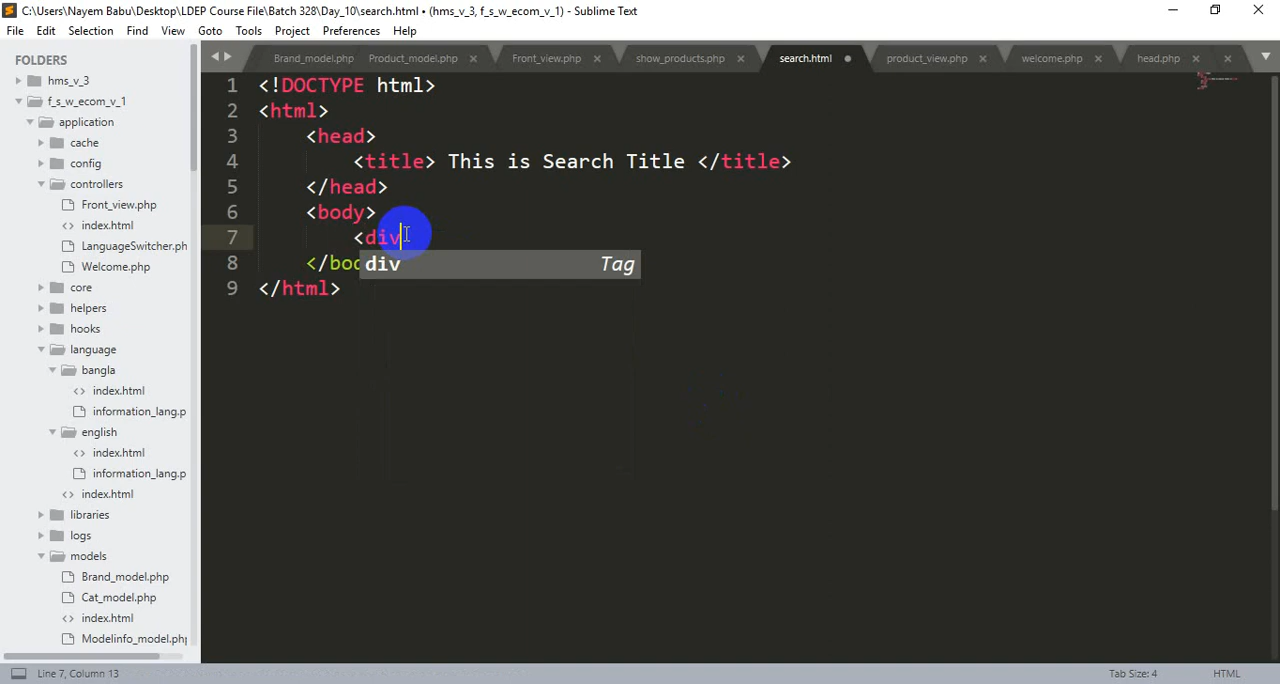 C:\Users\Nayem Babu\Desktop\LDEP Course File\Batch 328\Day_10\search.html • (hms_v_3, f_s_w_ecom_v_1) - Sublime Text
File Edit Selection Find View Goto Tools Project Preferences Help
Brand_model.php Product_model.php Front_view.php show_products.php search.html product_view.php welcome.php head.php
FOLDERS
hms_v_3
f_s_w_ecom_v_1
application
cache
config
controllers
Front_view.php
index.html
LanguageSwitcher.ph
Welcome.php
core
helpers
hooks
language
bangla
index.html
information_lang.p
english
index.html
information_lang.p
index.html
libraries
logs
models
Brand_model.php
Cat_model.php
index.html
Modelinfo_model.php
1 <!DOCTYPE html>
2 <html>
3 <head>
4 <title> This is Search Title </title>
5 </head>
6 <body>
7 <div
8 </bod
9 </html>
div Tag
Line 7, Column 13 Tab Size: 4 HTML